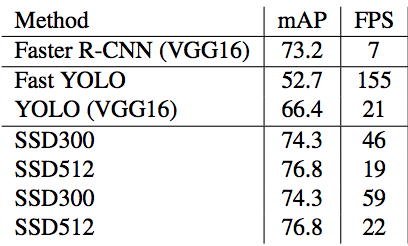 Method mAP FPS
Faster R-CNN (VGG16) 73.2 7
Fast YOLO 52.7 155
YOLO (VGG16) 66.4 21
SSD300 74.3 46
SSD512 76.8 19
SSD300 74.3 59
SSD512 76.8 22